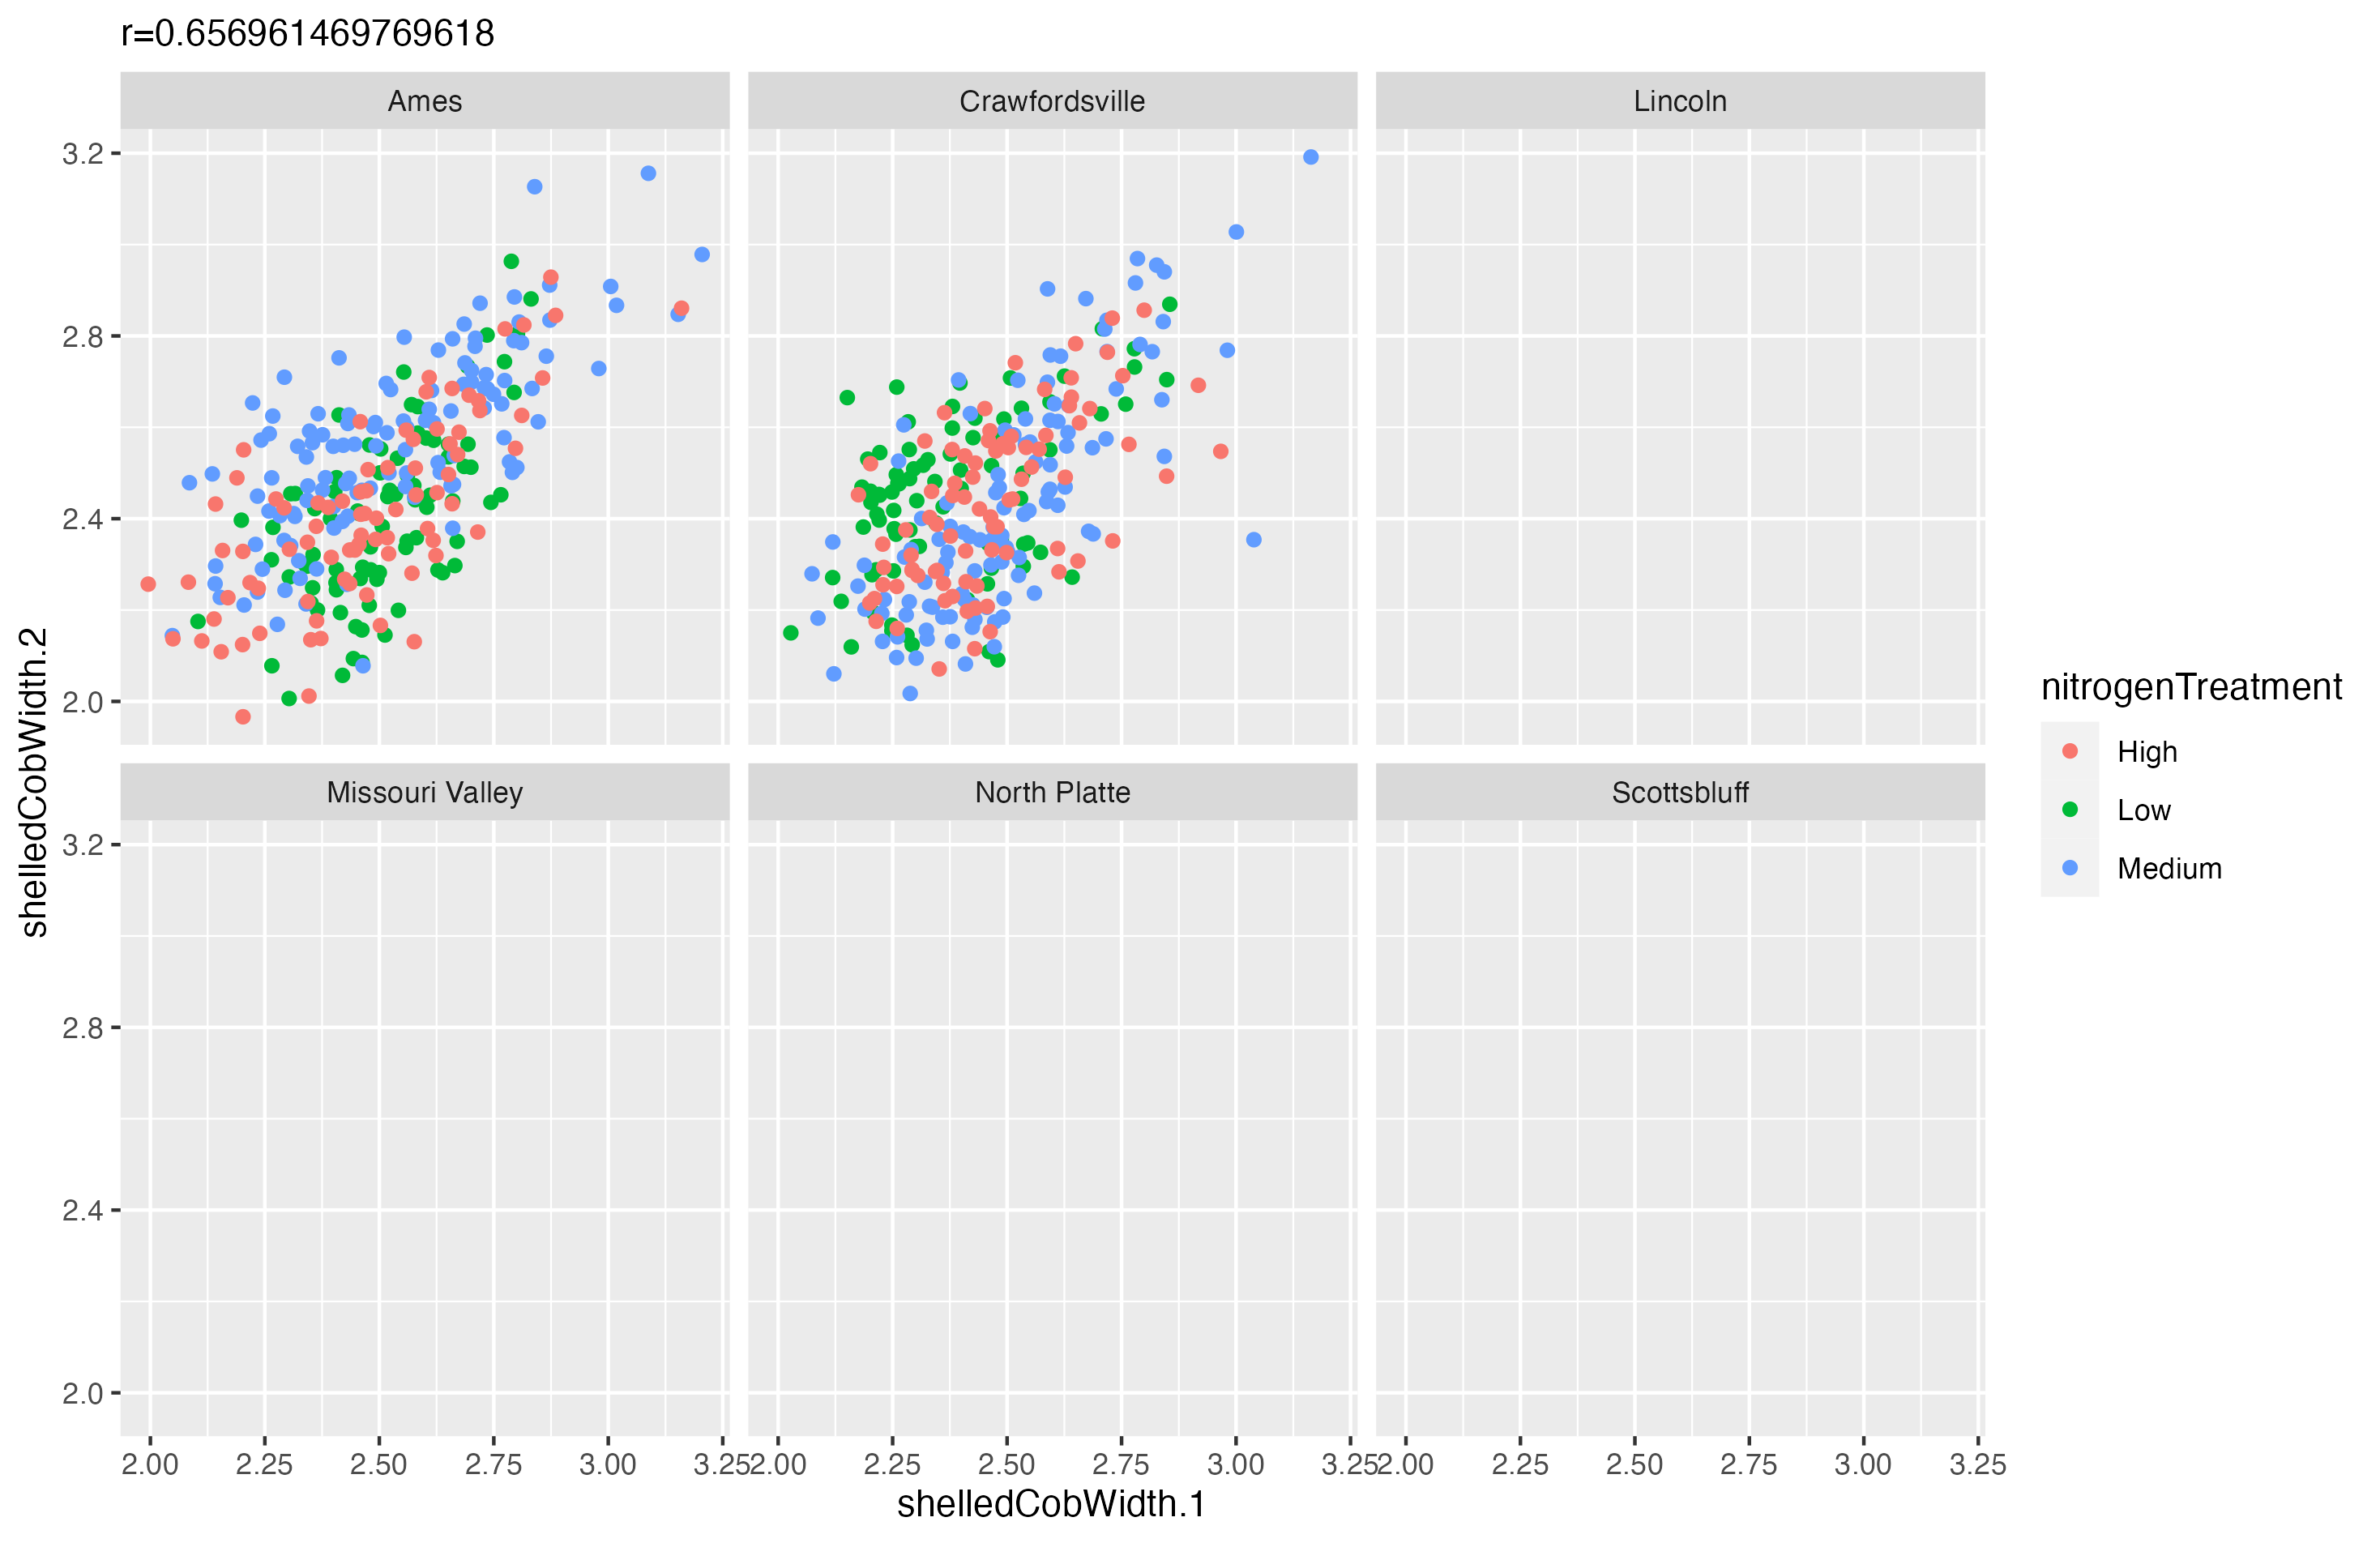 r=0.656961469769618
Ames
Crawfordsville
Lincoln
3.2
2.8
2.4
2.0
Missouri Valley
North Platte
Scottsbluff
3.2
2.8
2.4
2.0
2.00 2.25 2.50 2.75 3.00 3.25
2.00 2.25 2.50 2.75 3.00 3.25
2.00 2.25 2.50 2.75 3.00 3.25
shelledCobWidth.1
shelledCobWidth.2
nitrogenTreatment
High
Low
Medium